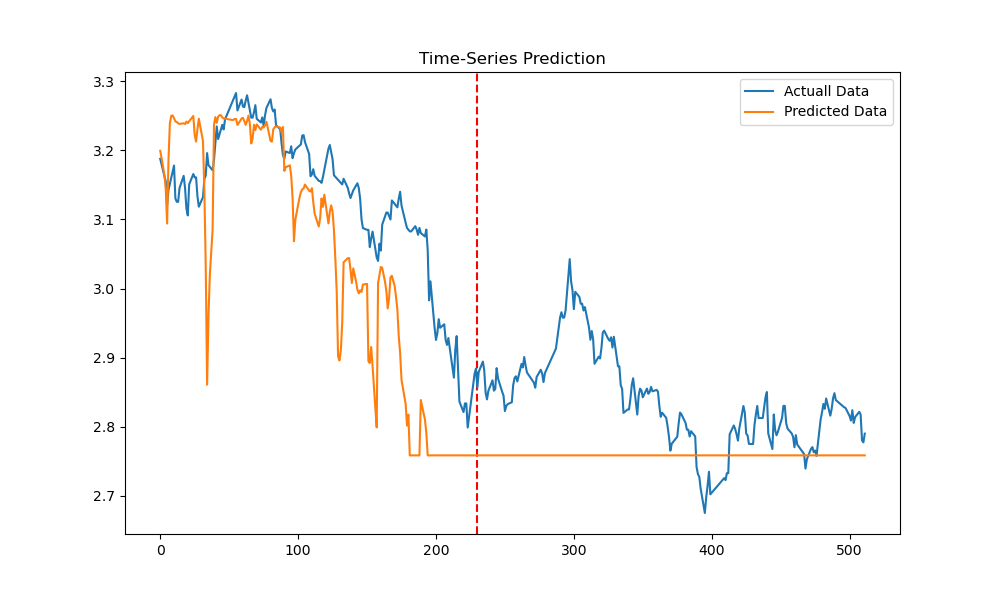 Time-Series Prediction
3.3
3.2
3.1
3.0
2.9
2.8
2.7
Actuall Data
Predicted Data
0 100 200 300 400 500